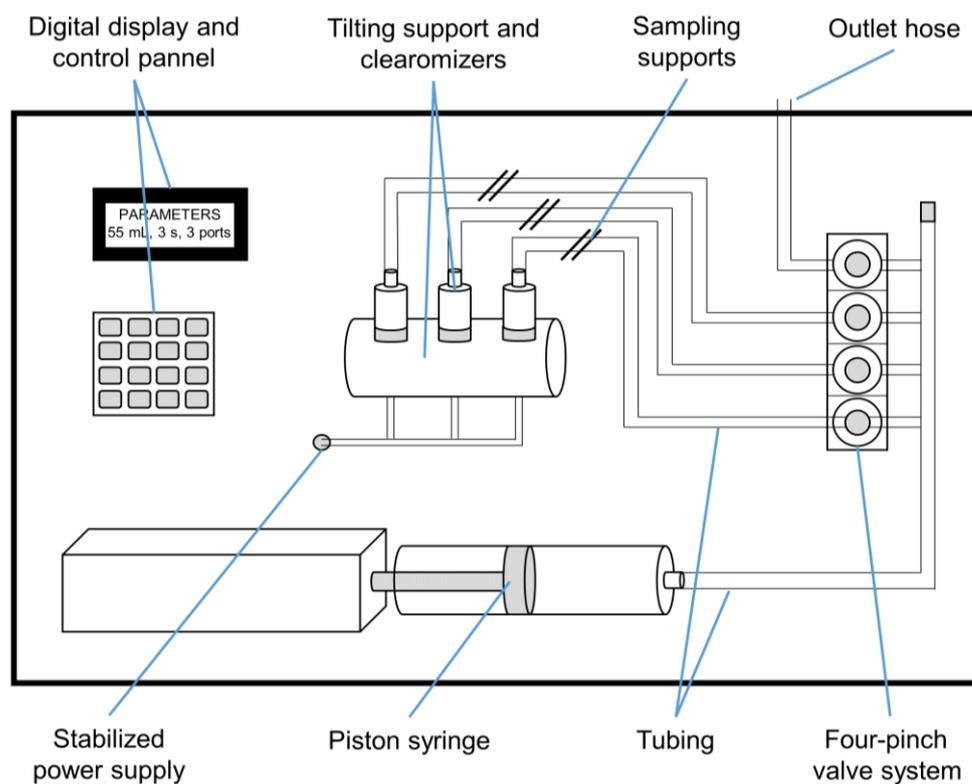 Digital display and
control pannel
Tilting support and
clearomizers
Sampling
supports
Outlet hose
PARAMETERS
55 mL, 3 s, 3 ports
Stabilized
power supply
Piston syringe
Tubing
Four-pinch
valve system